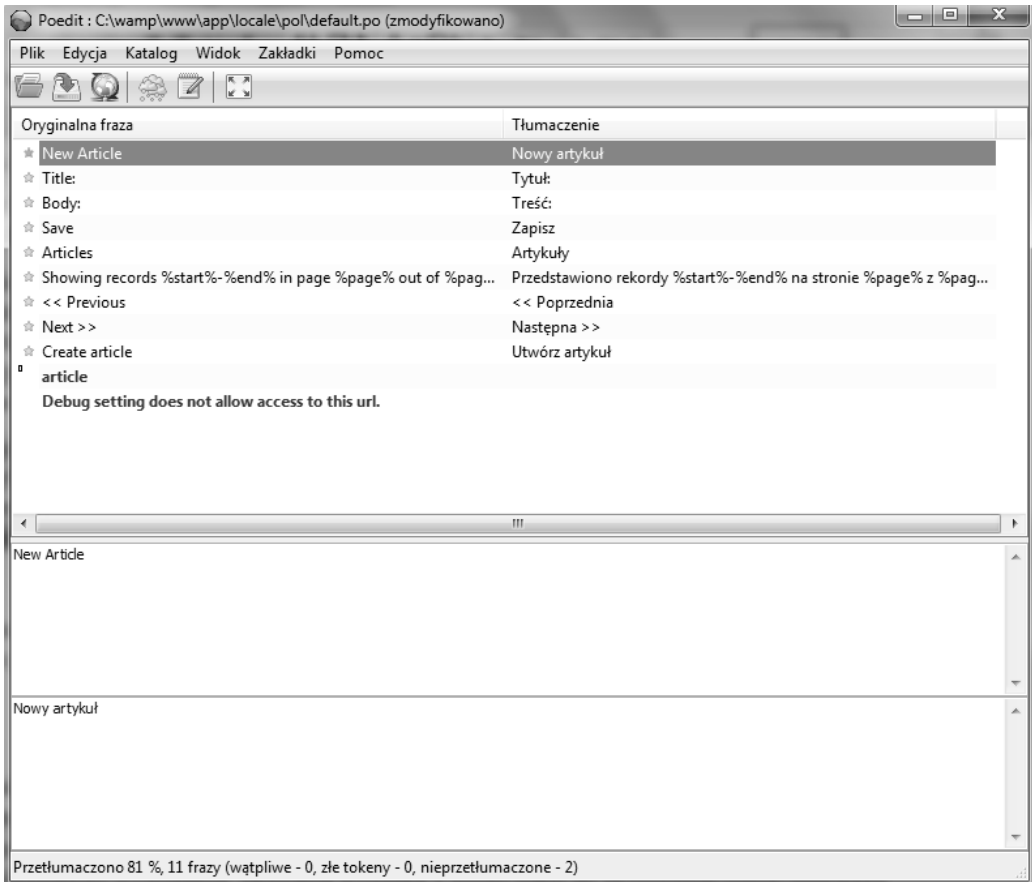 Poedit : C:\wamp\www\app\locale\pol\default.po (zmodyfikowano)
Plik Edycja Katalog Widok Zakładki Pomoc
Oryginalna fraza Tłumaczenie
New Article Nowy artykuł
Title: Tytuł:
Body: Treść:
Save Zapisz
Articles Artykuły
Showing records %start%-%end% in page %page% out of %pag... Przedstawiono rekordy %start%-%end% na stronie %page% z %pag...
<< Previous << Poprzednia
Next >> Następna >>
Create article Utwórz artykuł
article
Debug setting does not allow access to this url.
New Article
Nowy artykuł
Przetłumaczono 81 %, 11 frazy (wątpliwe - 0, złe tokeny - 0, nieprzetłumaczone - 2)